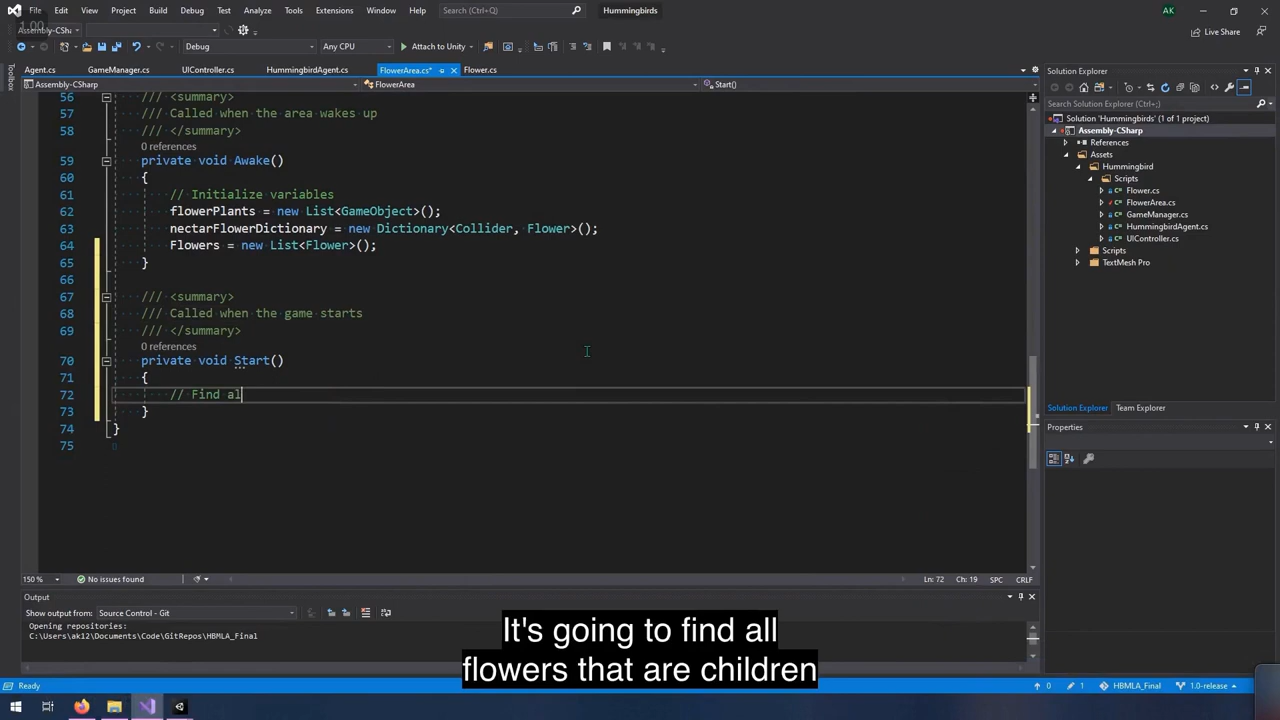 File Edit View Project Build Debug Test Analyze Tools Extensions Window Help Search (Ctrl+Q) Hummingbirds AK
1.00
Assembly-CSha Live Share
Debug Any CPU Attach to Unity
Toolbox
Agent.cs GameManager.cs UIController.cs HummingbirdAgent.cs FlowerArea.cs* Flower.cs
Assembly-CSharp FlowerArea Start()
56 /// <summary>
57 /// Called when the area wakes up
58 /// </summary>
0 references
59 private void Awake()
60 {
61 // Initialize variables
62 flowerPlants = new List<GameObject>();
63 nectarFlowerDictionary = new Dictionary<Collider, Flower>();
64 Flowers = new List<Flower>();
65 }
66
67 /// <summary>
68 /// Called when the game starts
69 /// </summary>
0 references
70 private void Start()
71 {
72 // Find al
73 }
74 }
75
150 % No issues found Ln: 72 Ch: 19 SPC CRLF
Output
Show output from: Source Control - Git
Opening repositories:
C:\Users\ak12\Documents\Code\GitRepos\HBMLA_Final
Solution Explorer
Search Solution Explorer (Ctrl+;)
Solution 'Hummingbirds' (1 of 1 project)
Assembly-CSharp
References
Assets
Hummingbird
Scripts
Flower.cs
FlowerArea.cs
GameManager.cs
HummingbirdAgent.cs
UIController.cs
Scripts
TextMesh Pro
Solution Explorer Team Explorer
Properties
It's going to find all
flowers that are children
Ready 0 1 HBMLA_Final 1.0-release